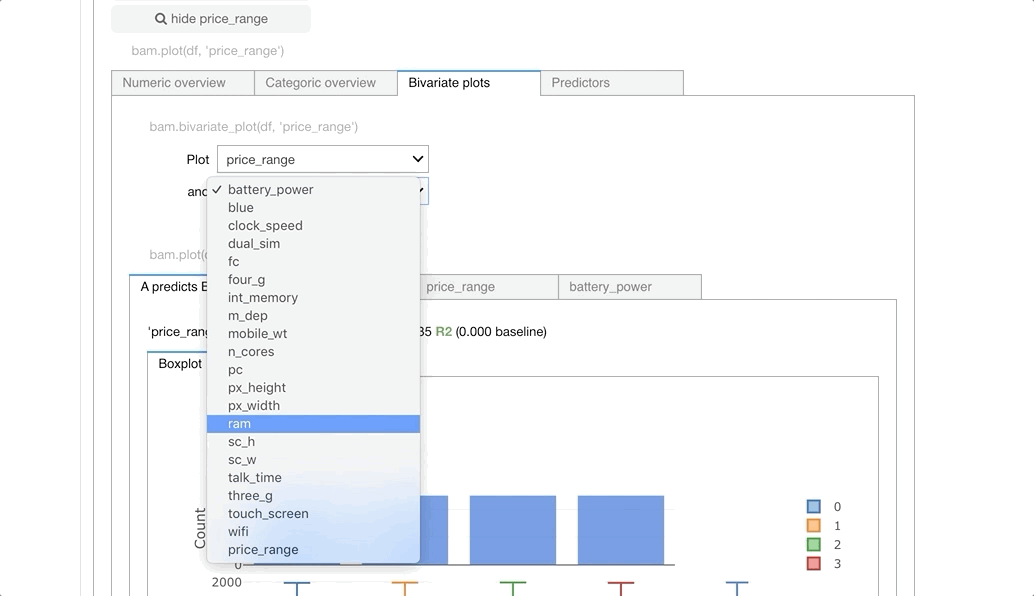 hide price_range
bam.plot(df, 'price_range')
Numeric overview
Categoric overview
Bivariate plots
Predictors
bam.bivariate_plot(df, 'price_range')
Plot price_range
and
battery_power
blue
clock_speed
dual_sim
fc
four_g
int_memory
m_dep
mobile_wt
n_cores
pc
px_height
px_width
ram
sc_h
sc_w
talk_time
three_g
touch_screen
wifi
price_range
bam.plot(
A predicts
price_range
battery_power
35 R2 (0.000 baseline)
Boxplot
Count
0
2000
0
1
2
3